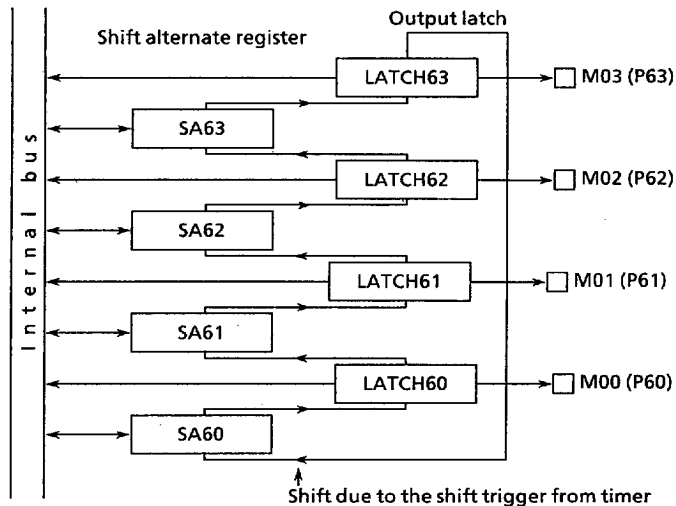 Output latch
Shift alternate register
LATCH63
M03 (P63)
SA63
LATCH62
M02 (P62)
SA62
LATCH61
M01 (P61)
SA61
LATCH60
M00 (P60)
SA60
Internal bus
Shift due to the shift trigger from timer